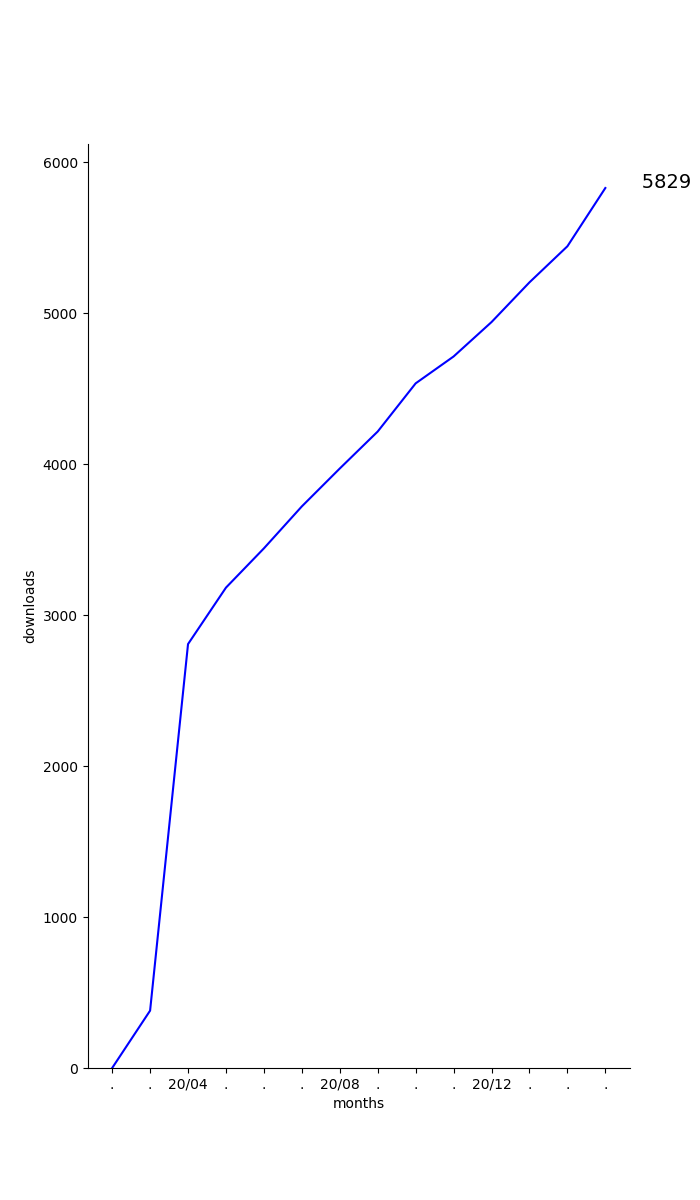 6000
5829
5000
4000
downloads
3000
2000
1000
0
. . 20/04 . . . 20/08 . . . 20/12 . . .
months